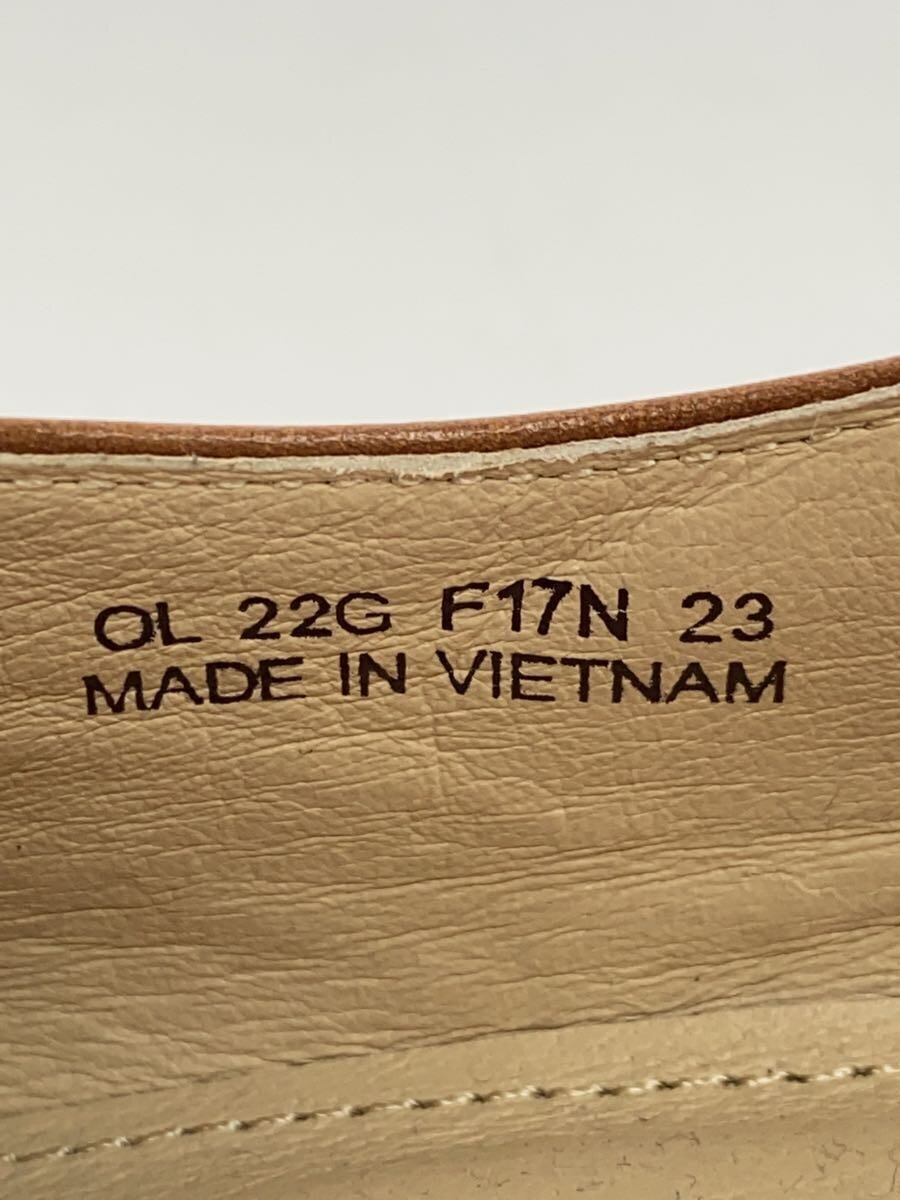 OL 22G F17N 23
MADE IN VIETNAM